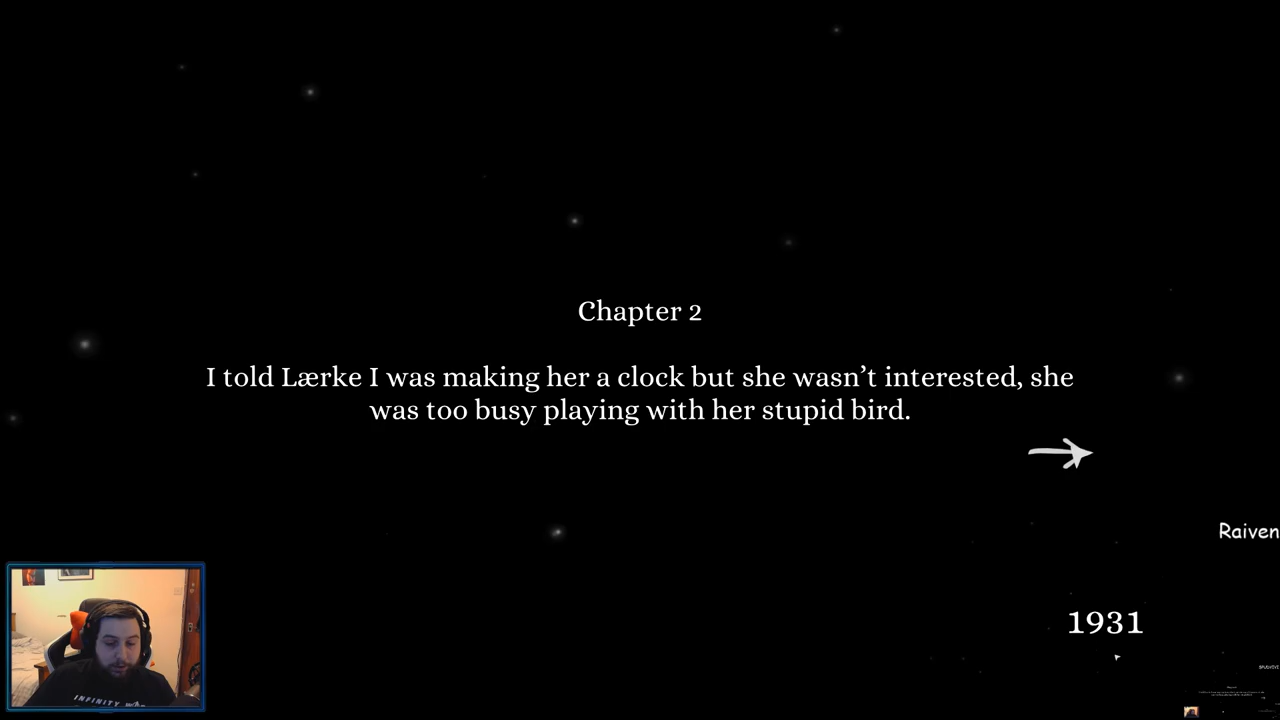 Chapter 2
I told Lærke I was making her a clock but she wasn't interested, she
was too busy playing with her stupid bird.
Raiven
1931